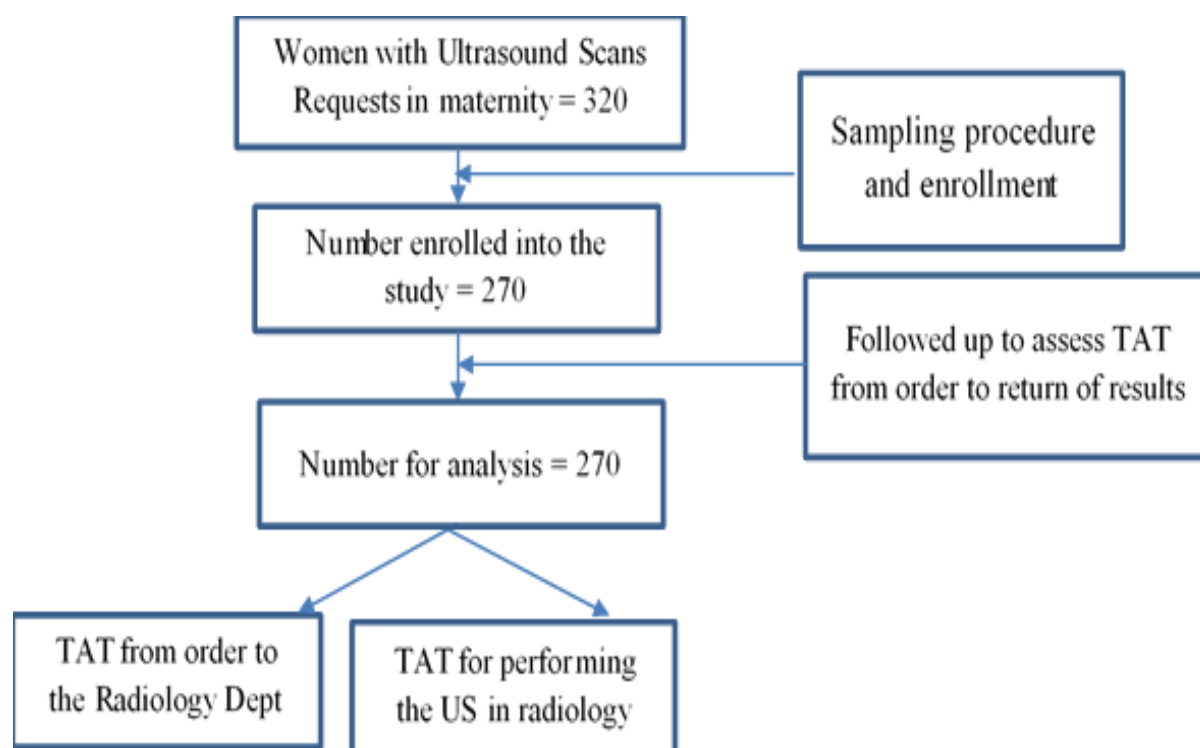 Women with Ultrasound Scans
Requests in maternity = 320
Sampling procedure
and enrollment
Number enrolled into the
study = 270
Followed up to assess TAT
from order to return of results
Number for analysis = 270
TAT from order to
the Radiology Dept
TAT for performing
the US in radiology